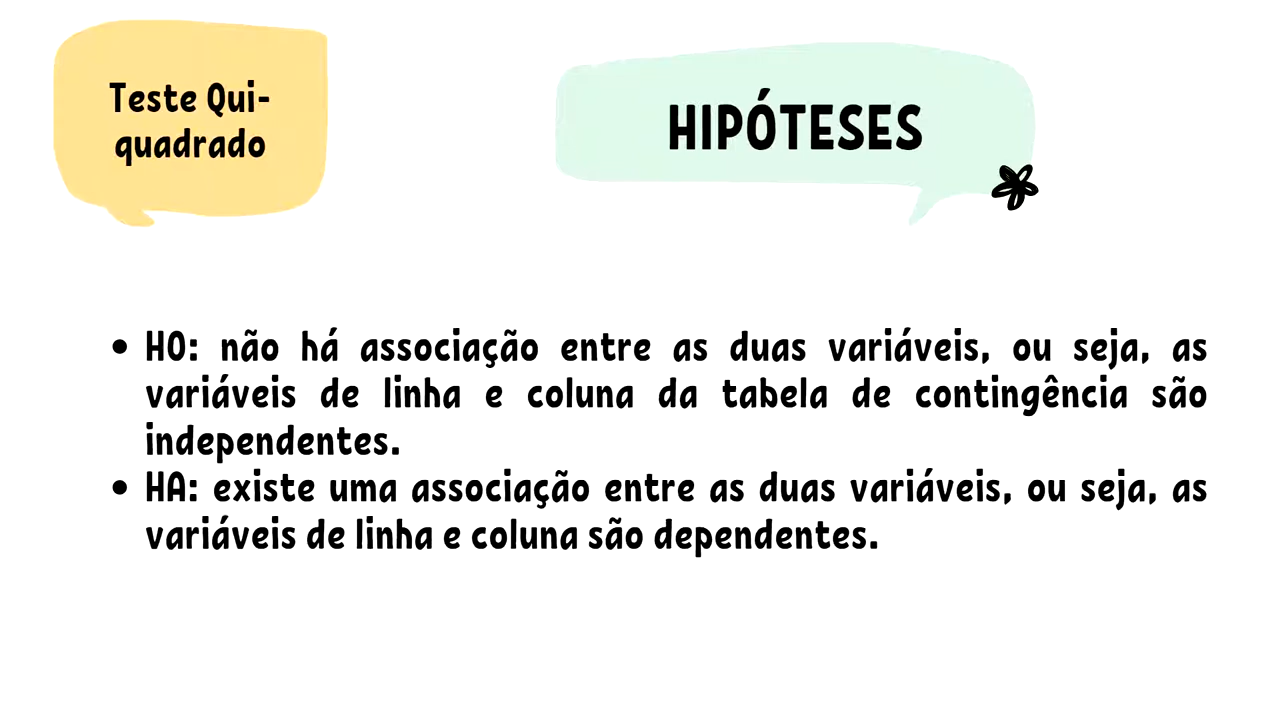 Teste Qui-
quadrado
HIPÓTESES
• H0: não há associação entre as duas variáveis, ou seja, as
variáveis de linha e coluna da tabela de contingência são
independentes.
• HA: existe uma associação entre as duas variáveis, ou seja, as
variáveis de linha e coluna são dependentes.